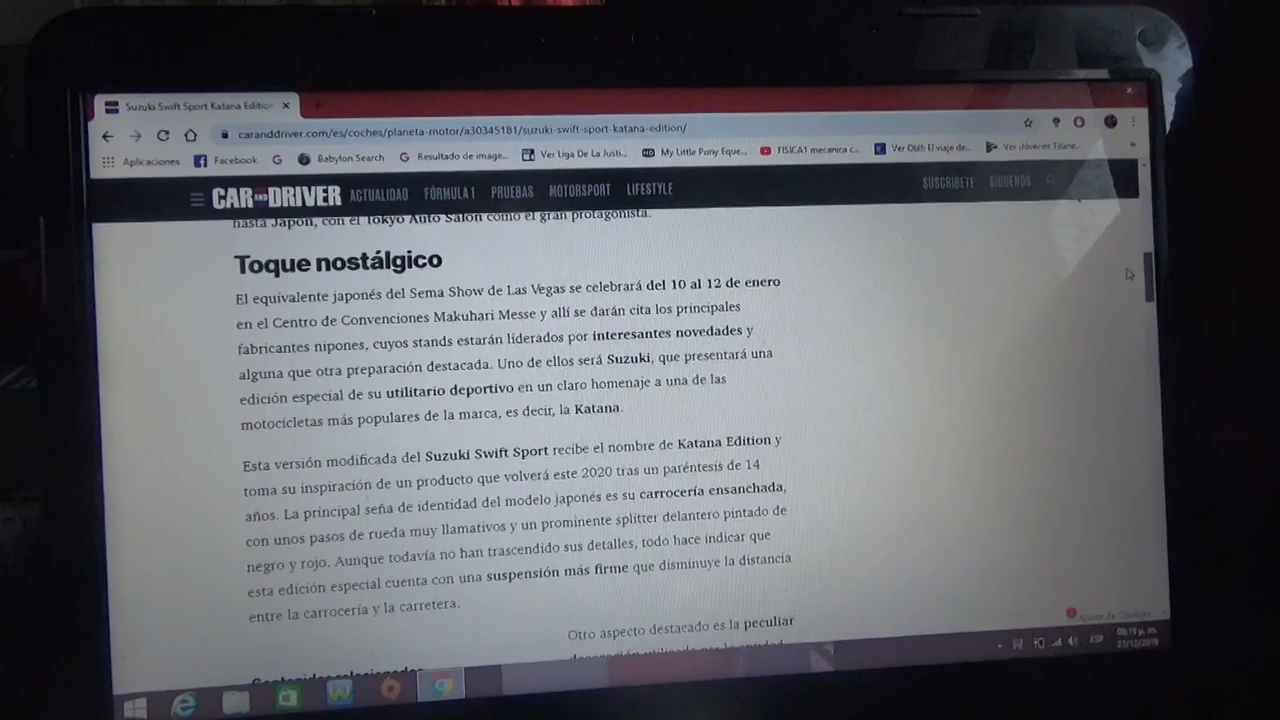 Suzuki Swift Sport Katana Edition
caranddriver.com/es/coches/planeta-motor/a30345181/suzuki-swift-sport-katana-edition/
Aplicaciones Facebook Babylon Search Resultado de image... Ver Liga De La Justi... My Little Pony Eque... FISICA1 mecanica c... Ver Olé!: El viaje de... Ver ¡Jóvenes Titane...
CAR AND DRIVER ACTUALIDAD FÓRMULA 1 PRUEBAS MOTORSPORT LIFESTYLE SUSCRÍBETE SÍGUENOS
hasta Japón, con el Tokyo Auto Salon como el gran protagonista.
Toque nostálgico
El equivalente japonés del Sema Show de Las Vegas se celebrará del 10 al 12 de enero
en el Centro de Convenciones Makuhari Messe y allí se darán cita los principales
fabricantes nipones, cuyos stands estarán liderados por interesantes novedades y
alguna que otra preparación destacada. Uno de ellos será Suzuki, que presentará una
edición especial de su utilitario deportivo en un claro homenaje a una de las
motocicletas más populares de la marca, es decir, la Katana.
Esta versión modificada del Suzuki Swift Sport recibe el nombre de Katana Edition y
toma su inspiración de un producto que volverá este 2020 tras un paréntesis de 14
años. La principal seña de identidad del modelo japonés es su carrocería ensanchada,
con unos pasos de rueda muy llamativos y un prominente splitter delantero pintado de
negro y rojo. Aunque todavía no han trascendido sus detalles, todo hace indicar que
esta edición especial cuenta con una suspensión más firme que disminuye la distancia
entre la carrocería y la carretera.
Otro aspecto destacado es la peculiar
Ajuste de Cookies
ESP
27/12/2019